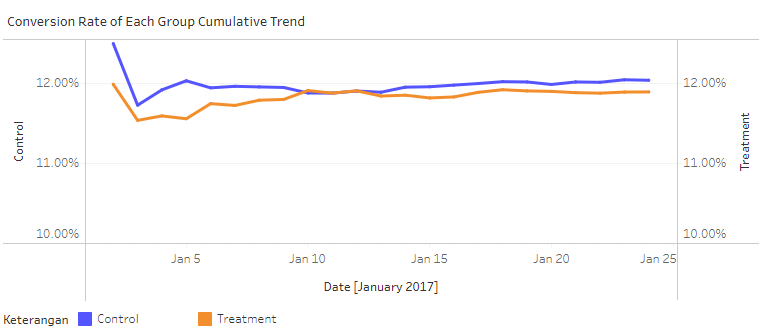 Conversion Rate of Each Group Cumulative Trend
12.00%
12.00%
Control
Treatment
11.00%
11.00%
10.00%
10.00%
Jan 5
Jan 10
Jan 15
Jan 20
Jan 25
Date [January 2017]
Keterangan
Control
Treatment